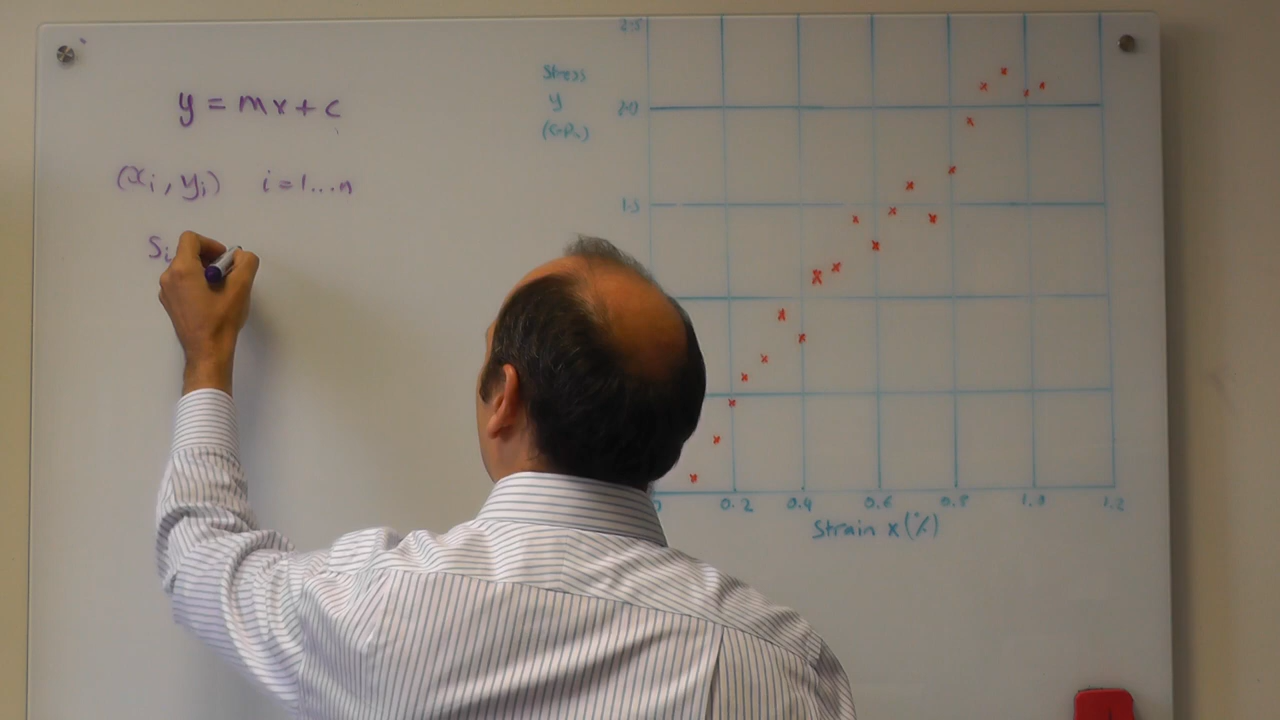 y = mx + c
(xi, yi) i = 1...n
Si
2.5
Stress
y
(GPa)
2.0
1.5
0 0.2 0.4 0.6 0.8 1.0 1.2
Strain x (%)